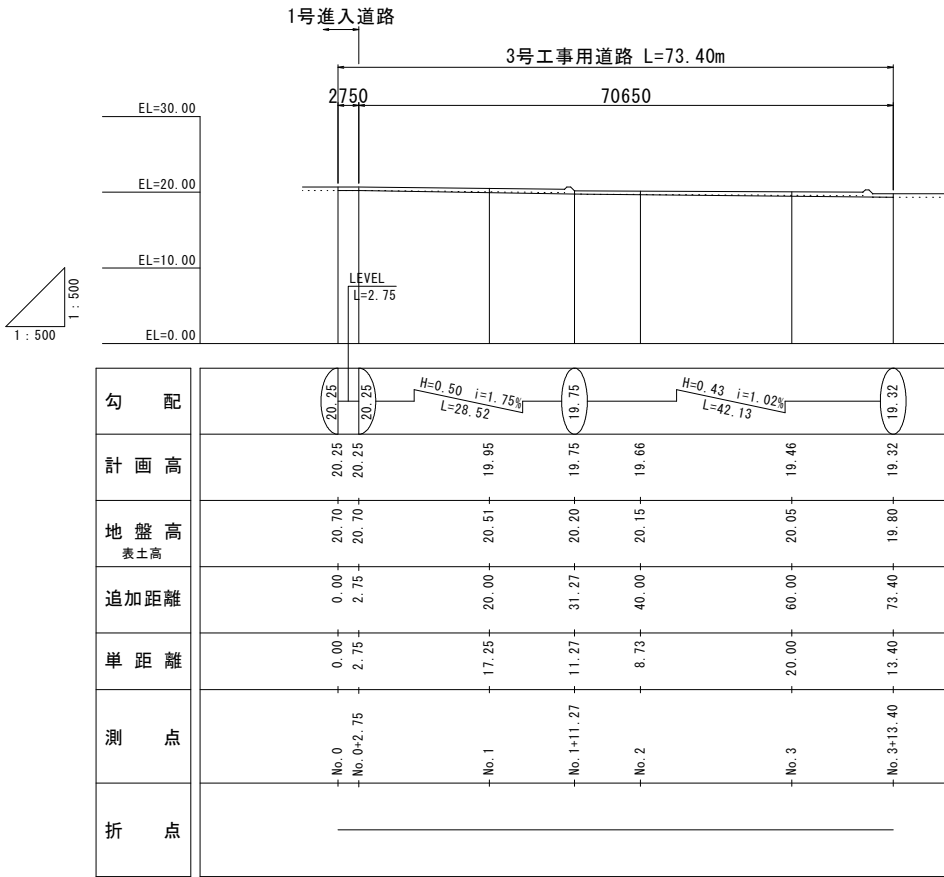 1号進入道路
3号工事用道路 L=73.40m
2750 70650
EL=30.00
EL=20.00
EL=10.00
EL=0.00
1:500
1:500
LEVEL
L=2.75
勾 配
20.25 20.25 H=0.50 i=1.75% L=28.52 19.75 H=0.43 i=1.02% L=42.13 19.32
計 画 高 20.25 20.25 19.95 19.75 19.66 19.46 19.32
地 盤 高 20.70 20.70 20.51 20.20 20.15 20.05 19.80
表土高
追加距離 0.00 2.75 20.00 31.27 40.00 60.00 73.40
単 距 離 0.00 2.75 17.25 11.27 8.73 20.00 13.40
測 点 No.0 No.0+2.75 No.1 No.1+11.27 No.2 No.3 No.3+13.40
折 点